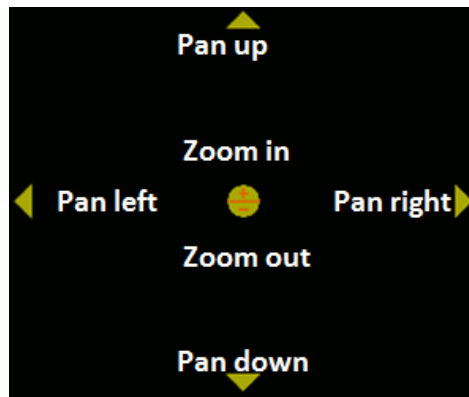 Pan up
Zoom in
Pan left + − Pan right
Zoom out
Pan down